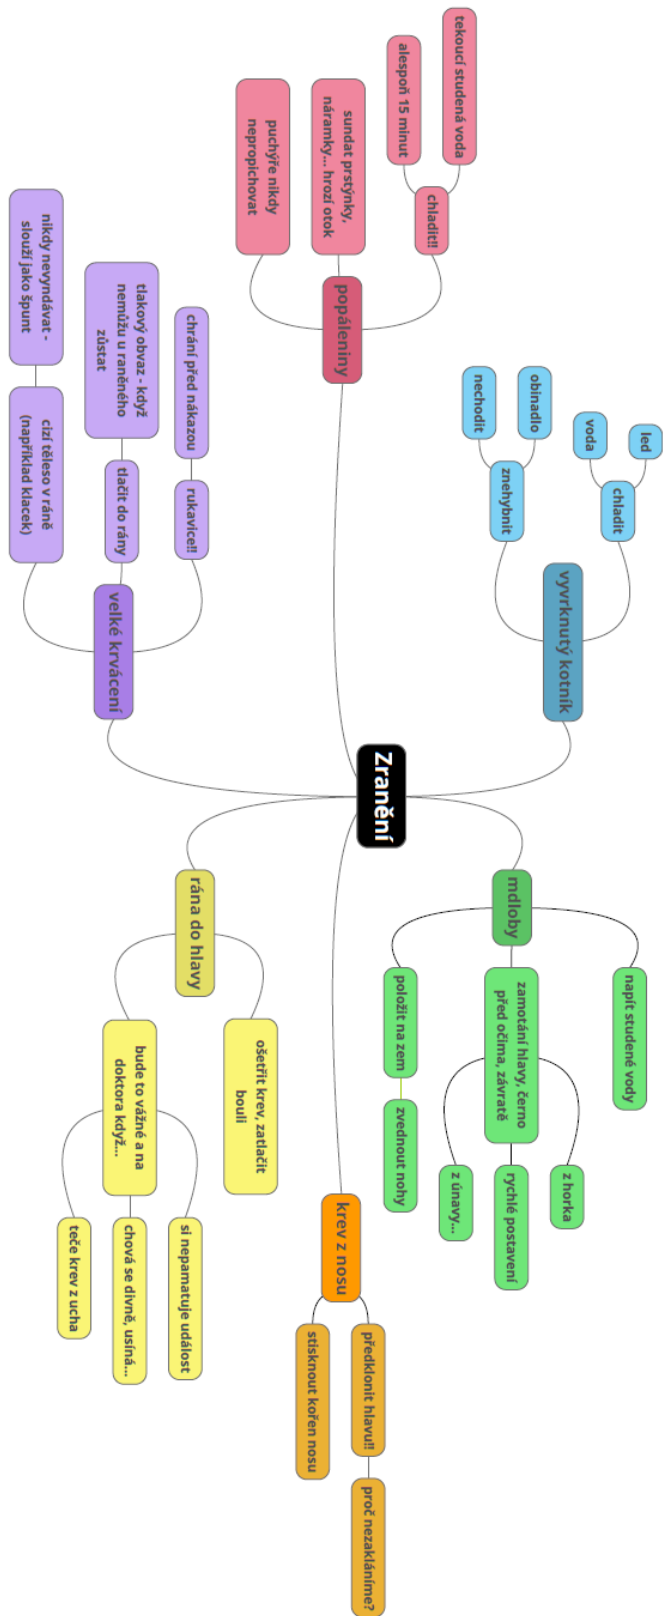 Zranění
vyvrknutý kotník
chladit
led
voda
znehybnit
obinadlo
nechodit
popáleniny
chladit!!
tekoucí studená voda
alespoň 15 minut
sundat prstýnky,
náramky... hrozí otok
puchýře nikdy
nepropichovat
velké krvácení
rukavice!!
chrání před nákazou
tlačit do rány
tlakový obvaz - když
nemůžu u raněného
zůstat
cizí těleso v ráně
(například klacek)
nikdy nevyndávat -
slouží jako špunt
mdloby
napít studené vody
zamotání hlavy, černo
před očima, závratě
z horka
rychlé postavení
z únavy...
položit na zem
zvednout nohy
krev z nosu
předklonit hlavu!!
proč nezakláníme?
stisknout kořen nosu
rána do hlavy
ošetřit krev, zatlačit
bouli
bude to vážné a na
doktora když...
si nepamatuje událost
chová se divně, usíná...
teče krev z ucha